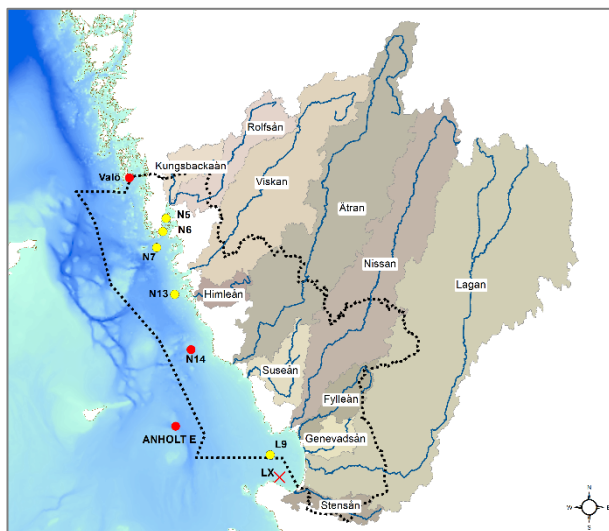 Rolfsån
Kungsbackaån
Valö
Viskan
Ätran
N5
N6
N7
Nissan
Lagan
N13
Himleån
N14
Suseån
Fylleån
ANHOLT E
Genevadsån
L9
LX
Stensån
N
W E
S